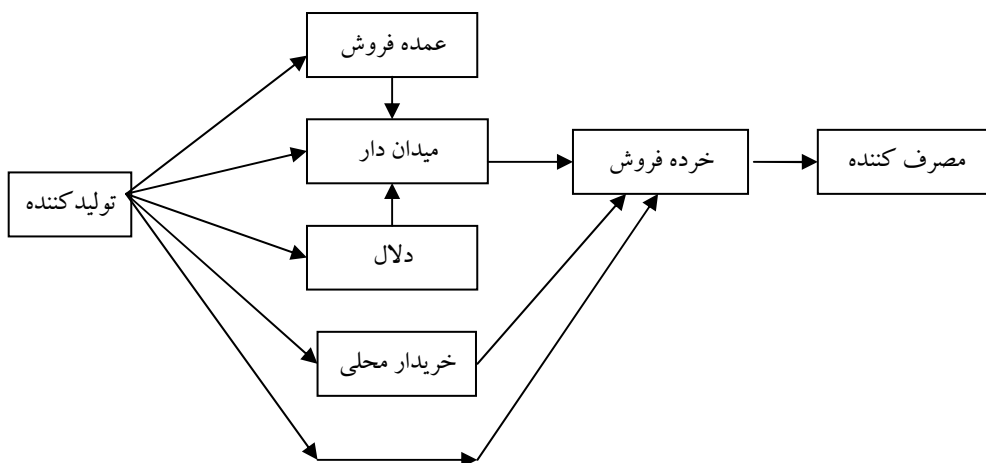 عمده فروش
میدان دار
خرده فروش
مصرف کننده
تولیدکننده
دلال
خریدار محلی